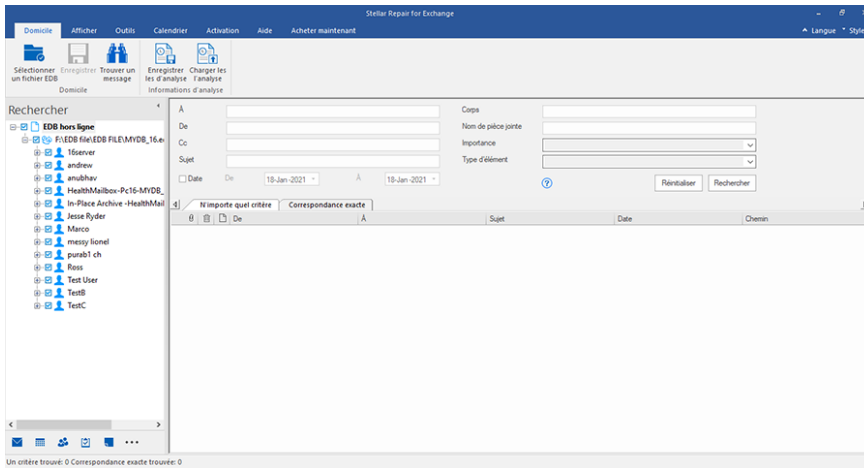 Stellar Repair for Exchange
Domicile Afficher Outils Calendrier Activation Aide Acheter maintenant Langue Style
Sélectionner un fichier EDB
Enregistrer
Trouver un message
Enregistrer les d'analyse
Charger les l'analyse
Domicile
Informations d'analyse
Rechercher
EDB hors ligne
F:\EDB file\EDB FILE\MYDB_16.e
16server
andrew
anubhav
HealthMailbox-Pc16-MYDB_
In-Place Archive -HealthMail
Jesse Ryder
Marco
messy lionel
purab1 ch
Ross
Test User
TestB
TestC
À
De
Cc
Sujet
Date De 18-Jan-2021 À 18-Jan-2021
Corps
Nom de pièce jointe
Importance
Type d'élément
Réinitialiser Rechercher
N'importe quel critère Correspondance exacte
De À Sujet Date Chemin
Un critère trouvé: 0 Correspondance exacte trouvée: 0